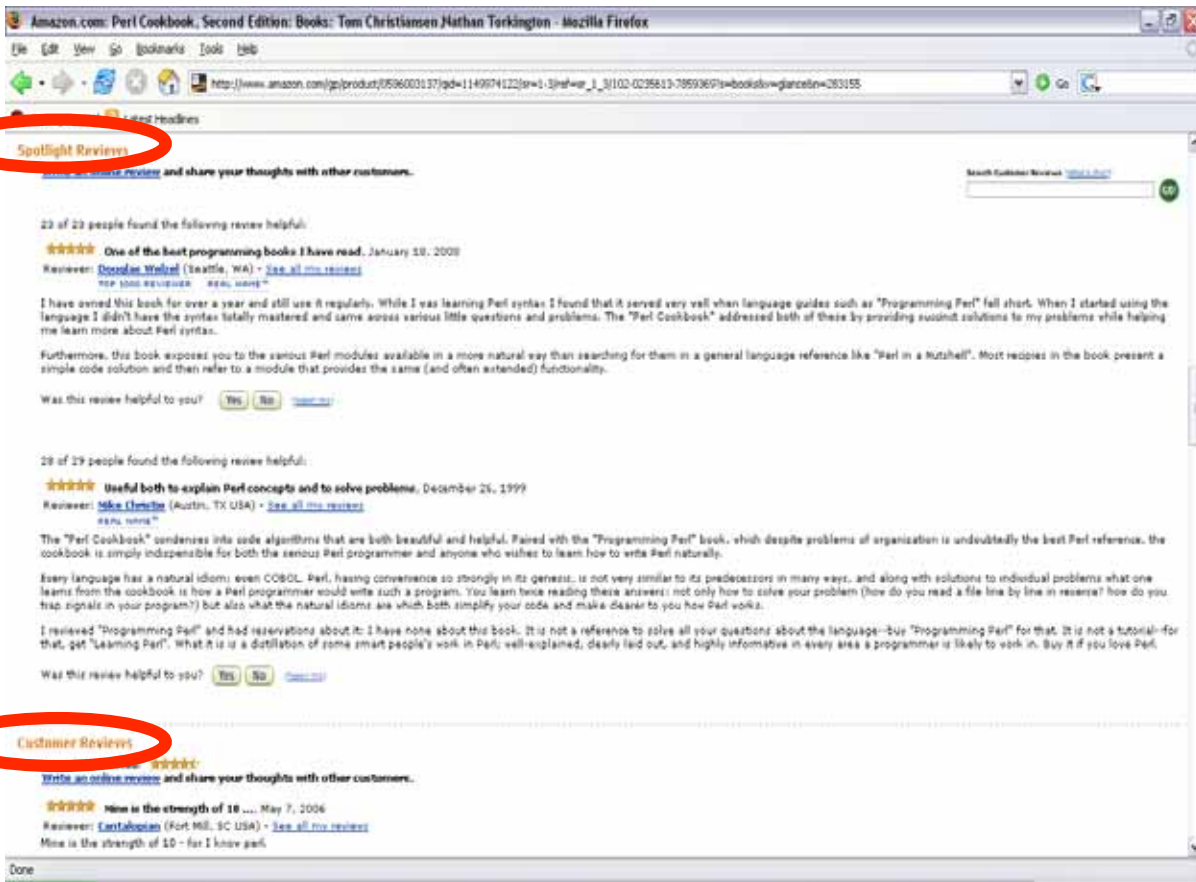 Amazon.com: Perl Cookbook, Second Edition: Books: Tom Christiansen,Nathan Torkington - Mozilla Firefox
File Edit View Go Bookmarks Tools Help
Go
Latest Headlines
Spotlight Reviews
Write an online review and share your thoughts with other customers.
Search Customer Reviews
GO
23 of 23 people found the following review helpful:
One of the best programming books I have read, January 18, 2000
Reviewer: Douglas Welzel (Seattle, WA) - See all my reviews
TOP 1000 REVIEWER REAL NAME™
I have owned this book for over a year and still use it regularly. While I was learning Perl syntax I found that it served very well when language guides such as "Programming Perl" fell short. When I started using the
language I didn't have the syntax totally mastered and came across various little questions and problems. The "Perl Cookbook" addressed both of these by providing succinct solutions to my problems while helping
me learn more about Perl syntax.
Furthermore, this book exposes you to the various Perl modules available in a more natural way than searching for them in a general language reference like "Perl in a Nutshell". Most recipies in the book present a
simple code solution and then refer to a module that provides the same (and often extended) functionality.
Was this review helpful to you? Yes No
28 of 29 people found the following review helpful:
Useful both to explain Perl concepts and to solve problems, December 26, 1999
Reviewer: Mike Christie (Austin, TX USA) - See all my reviews
REAL NAME™
The "Perl Cookbook" condenses into code algorithms that are both beautiful and helpful. Paired with the "Programming Perl" book, which despite problems of organisation is undoubtedly the best Perl reference, the
cookbook is simply indispensible for both the serious Perl programmer and anyone who wishes to learn how to write Perl naturally.
Every language has a natural idiom; even COBOL. Perl, having convenience so strongly in its genesis, is not very similar to its predecessors in many ways, and along with solutions to individual problems what one
learns from the cookbook is how a Perl programmer would write such a program. You learn twice reading these answers: not only how to solve your problem (how do you read a file line by line in reverse? how do you
trap signals in your program?) but also what the natural idioms are which both simplify your code and make clearer to you how Perl works.
I reviewed "Programming Perl" and had reservations about it: I have none about this book. It is not a reference to solve all your questions about the language--buy "Programming Perl" for that. It is not a tutorial--for
that, get "Learning Perl". What it is is a distillation of some smart people's work in Perl; well-explained, clearly laid out, and highly informative in every area a programmer is likely to work in. Buy it if you love Perl.
Was this review helpful to you? Yes No
Customer Reviews
Write an online review and share your thoughts with other customers.
Mine is the strength of 10 ...., May 7, 2006
Reviewer: Cantalopian (Fort Mill, SC USA) - See all my reviews
Mine is the strength of 10 - for I know perl.
Done